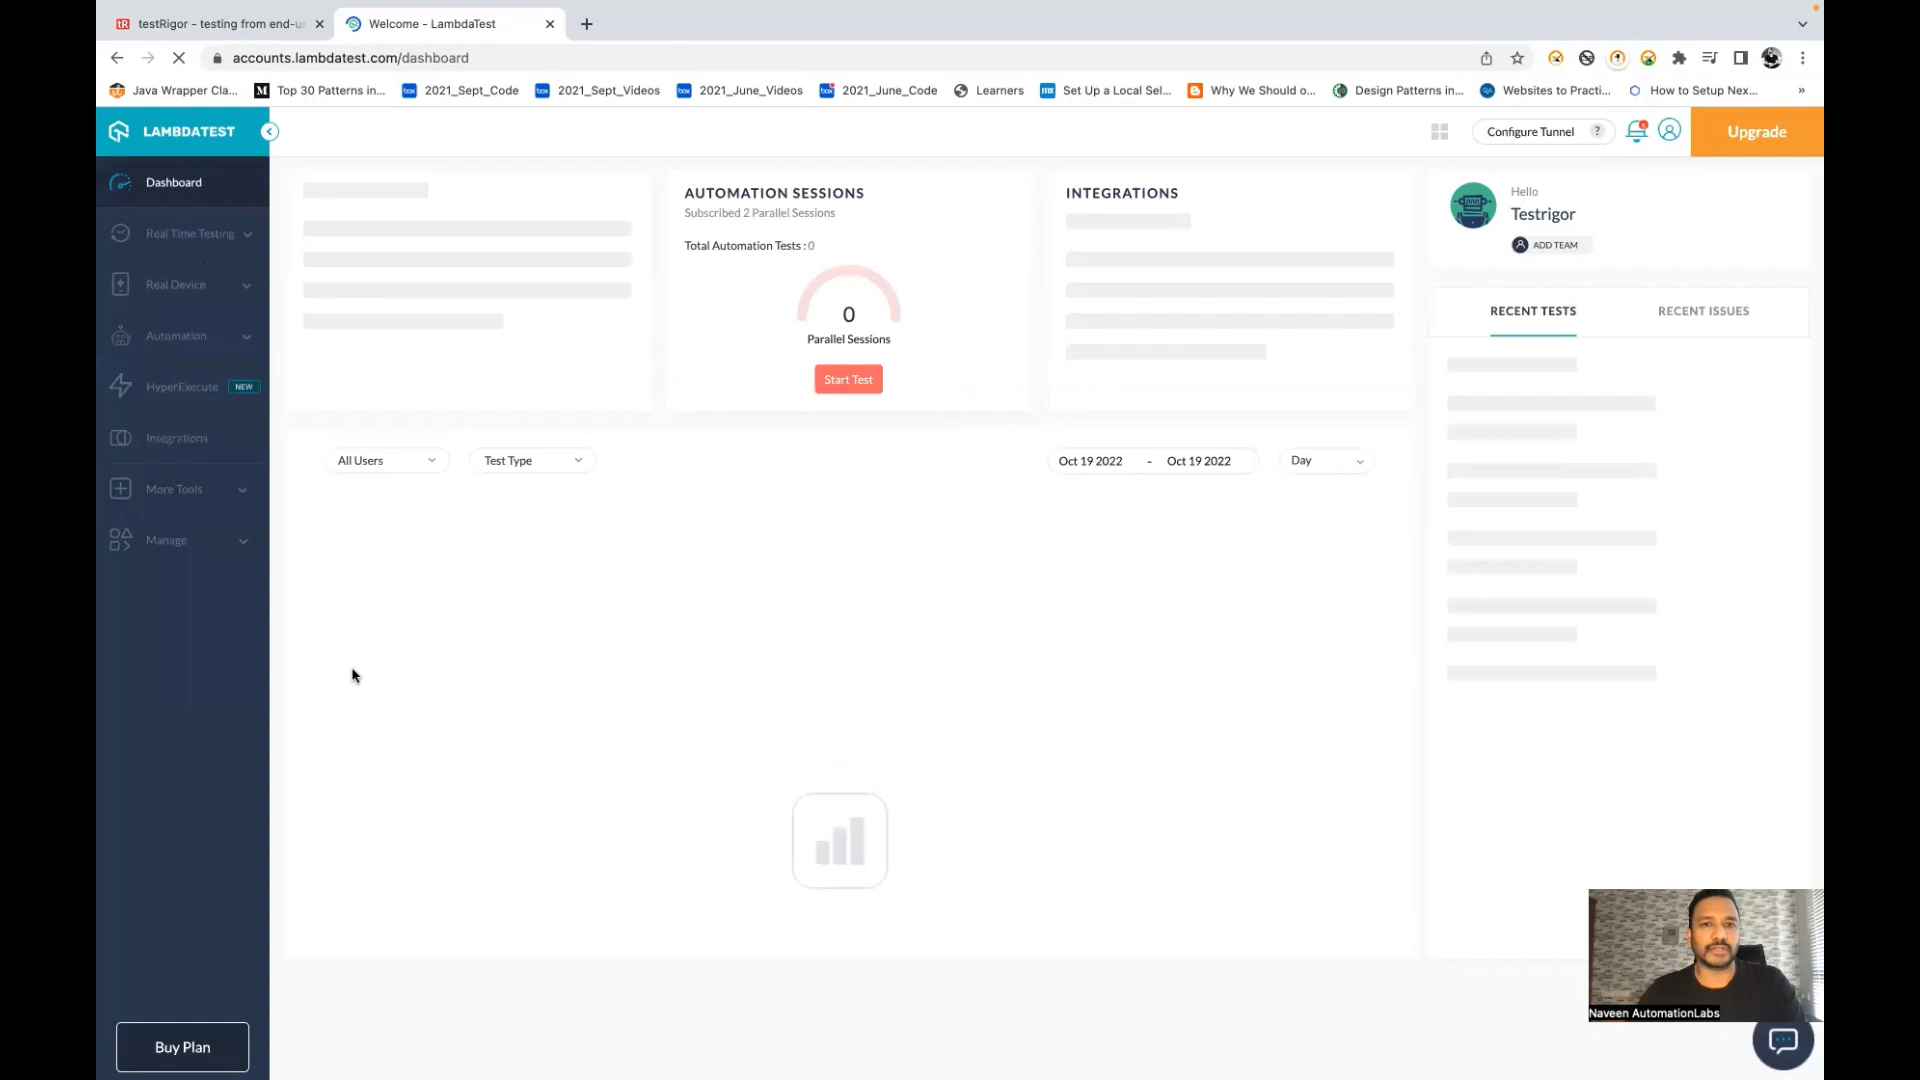 testRigor - testing from end-us
Welcome - LambdaTest
accounts.lambdatest.com/dashboard
Java Wrapper Cla...
Top 30 Patterns in...
2021_Sept_Code
2021_Sept_Videos
2021_June_Videos
2021_June_Code
Learners
Set Up a Local Sel...
Why We Should o...
Design Patterns in...
Websites to Practi...
How to Setup Nex...
LAMBDATEST
Configure Tunnel ?
Upgrade
Dashboard
Real Time Testing
Real Device
Automation
HyperExecute NEW
Integrations
More Tools
Manage
Buy Plan
AUTOMATION SESSIONS
Subscribed 2 Parallel Sessions
Total Automation Tests : 0
0
Parallel Sessions
Start Test
INTEGRATIONS
Hello
Testrigor
ADD TEAM
RECENT TESTS
RECENT ISSUES
All Users
Test Type
Oct 19 2022 - Oct 19 2022
Day
Naveen AutomationLabs